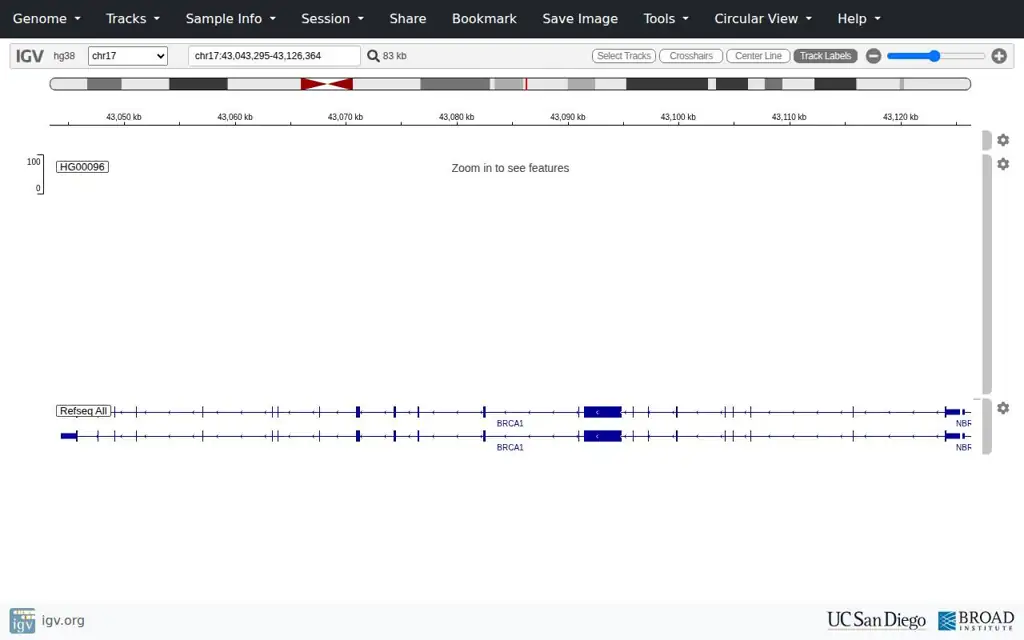 Genome Tracks Sample Info Session Share Bookmark Save Image Tools Circular View Help
IGV hg38 chr17 chr17:43,043,295-43,126,364 83 kb Select Tracks Crosshairs Center Line Track Labels
43,050 kb 43,060 kb 43,070 kb 43,080 kb 43,090 kb 43,100 kb 43,110 kb 43,120 kb
100 HG00096 Zoom in to see features
0
Refseq All
BRCA1 NBR
BRCA1 NBR
igv igv.org UC San Diego BROAD
INSTITUTE